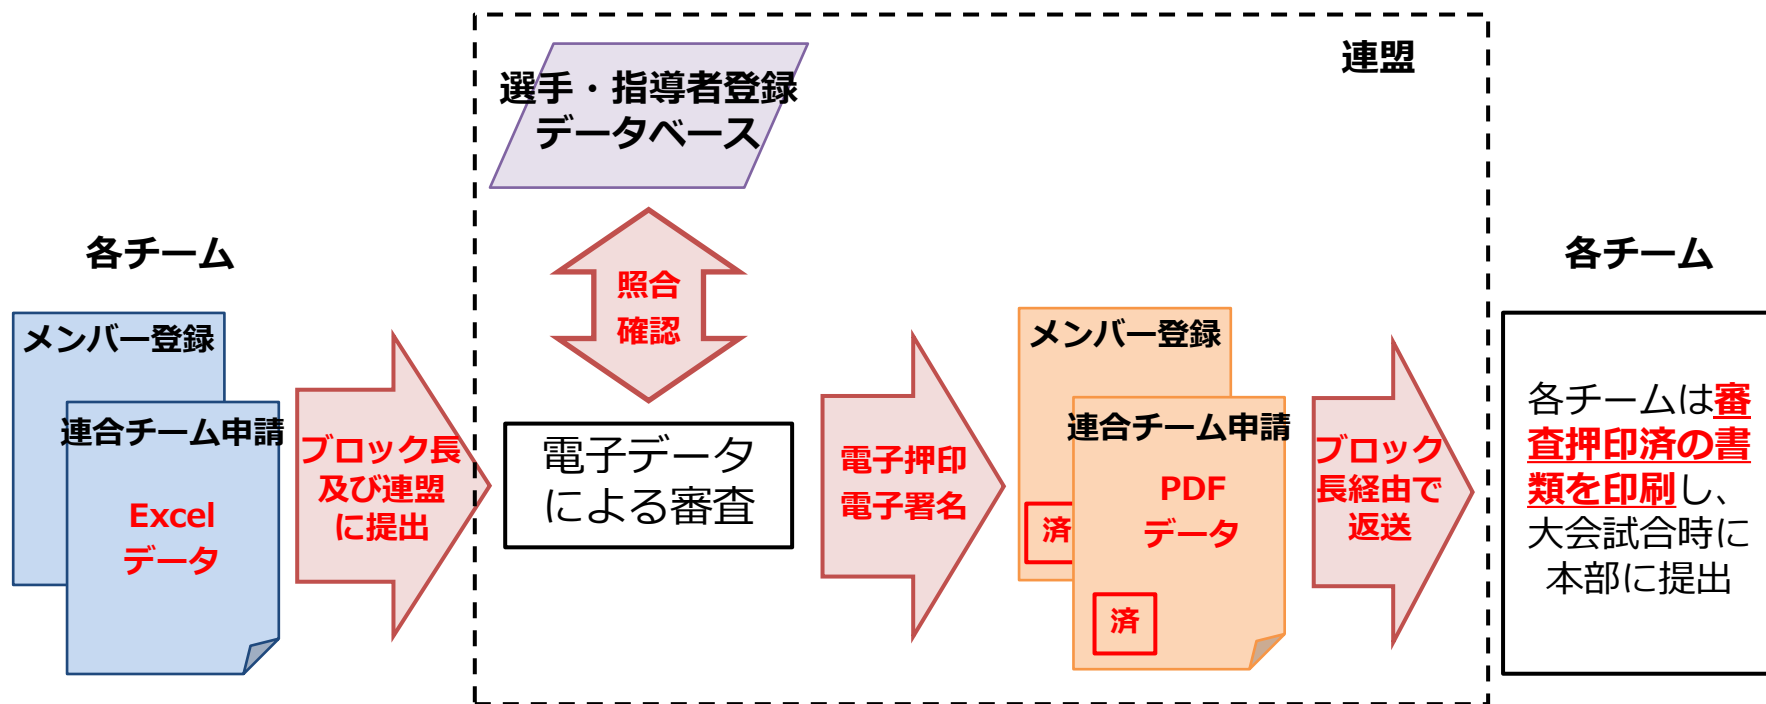 連盟
選手・指導者登録
データベース
各チーム
メンバー登録
連合チーム申請
Excel
データ
ブロック長
及び連盟
に提出
照合
確認
電子データ
による審査
電子押印
電子署名
メンバー登録
済
連合チーム申請
PDF
データ
済
ブロック
長経由で
返送
各チーム
各チームは審
査押印済の書
類を印刷し、
大会試合時に
本部に提出